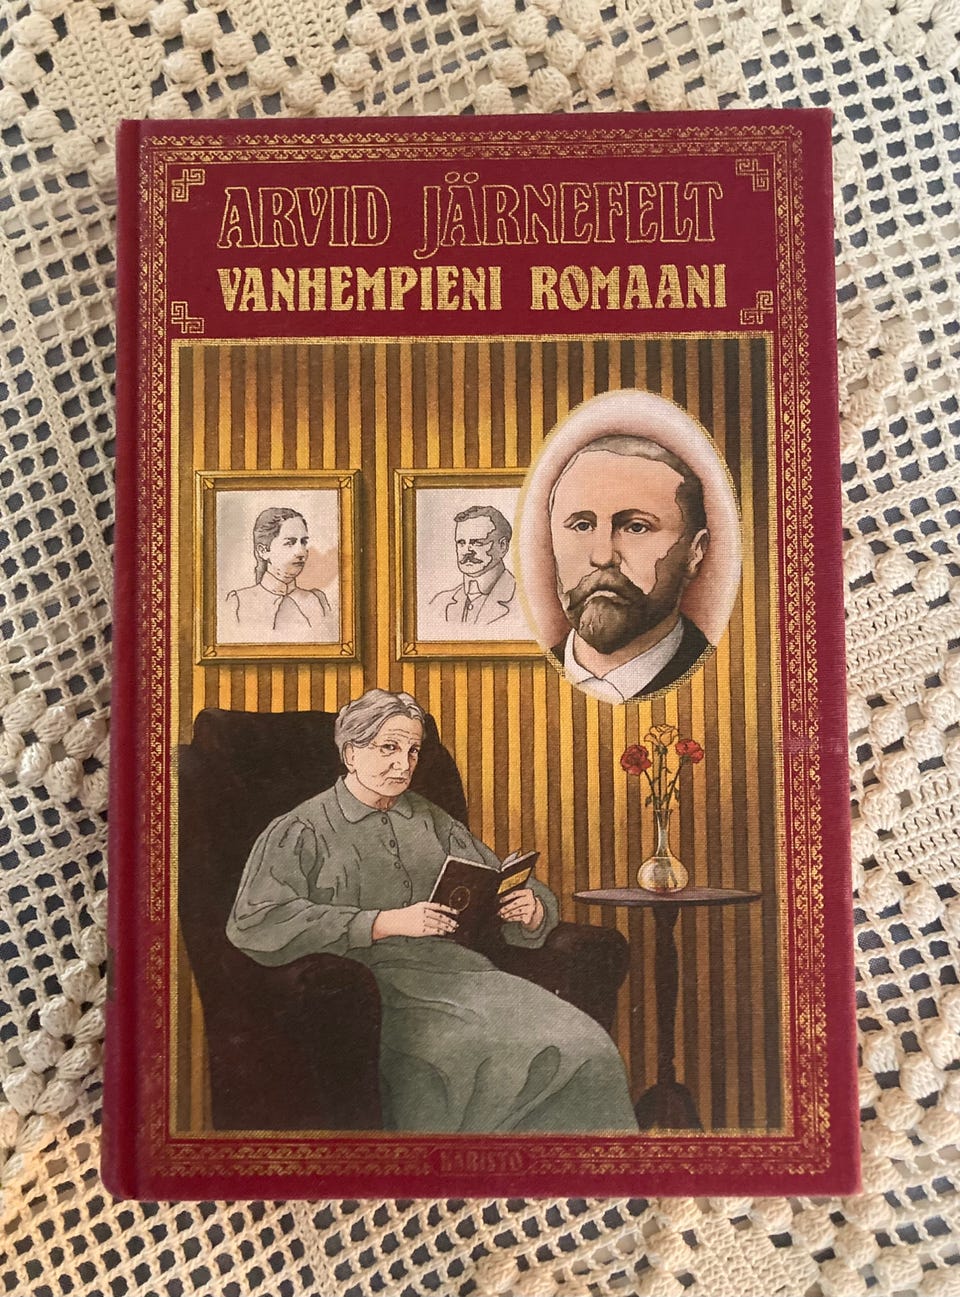 ARVID JÄRNEFELT
VANHEMPIENI ROMAANI
KARISTO